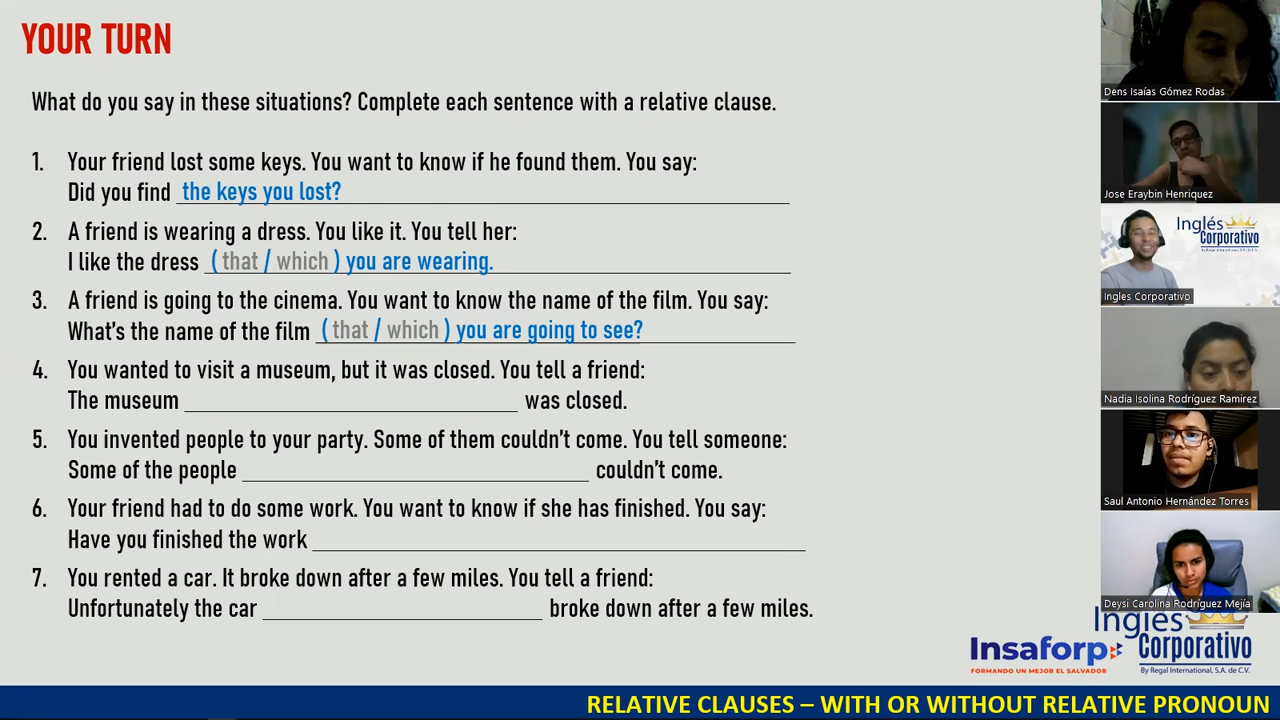 YOUR TURN
What do you say in these situations? Complete each sentence with a relative clause.
1. Your friend lost some keys. You want to know if he found them. You say:
Did you find the keys you lost?
2. A friend is wearing a dress. You like it. You tell her:
I like the dress ( that / which ) you are wearing.
3. A friend is going to the cinema. You want to know the name of the film. You say:
What's the name of the film ( that / which ) you are going to see?
4. You wanted to visit a museum, but it was closed. You tell a friend:
The museum ____ was closed.
5. You invented people to your party. Some of them couldn't come. You tell someone:
Some of the people ____ couldn't come.
6. Your friend had to do some work. You want to know if she has finished. You say:
Have you finished the work ____
7. You rented a car. It broke down after a few miles. You tell a friend:
Unfortunately the car ____ broke down after a few miles.
Dens Isaías Gómez Rodas
Jose Eraybin Henriquez
Inglés
Corporativo
Ingles Corporativo
Nadia Isolina Rodríguez Ramirez
Saul Antonio Hernández Torres
Deysi Carolina Rodríguez Mejía
Insaforp
FORMANDO UN MEJOR EL SALVADOR
Inglés
Corporativo
By Regal International, S.A. de C.V.
RELATIVE CLAUSES – WITH OR WITHOUT RELATIVE PRONOUN